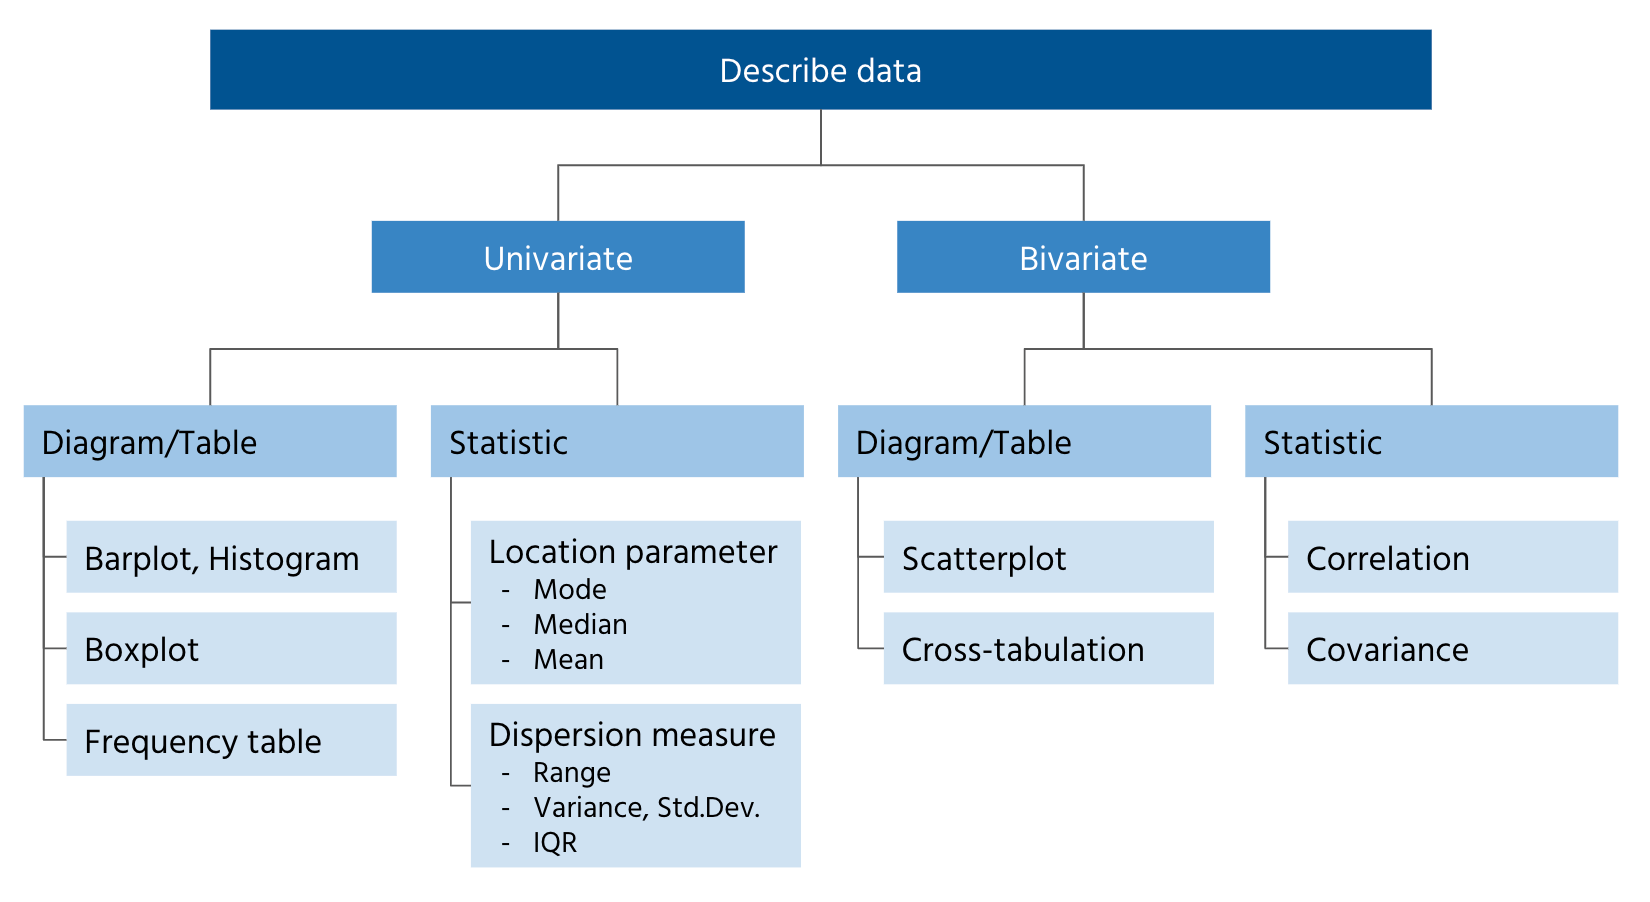 Describe data
Univariate
Bivariate
Diagram/Table
Statistic
Diagram/Table
Statistic
Barplot, Histogram
Boxplot
Frequency table
Location parameter
- Mode
- Median
- Mean
Dispersion measure
- Range
- Variance, Std.Dev.
- IQR
Scatterplot
Cross-tabulation
Correlation
Covariance